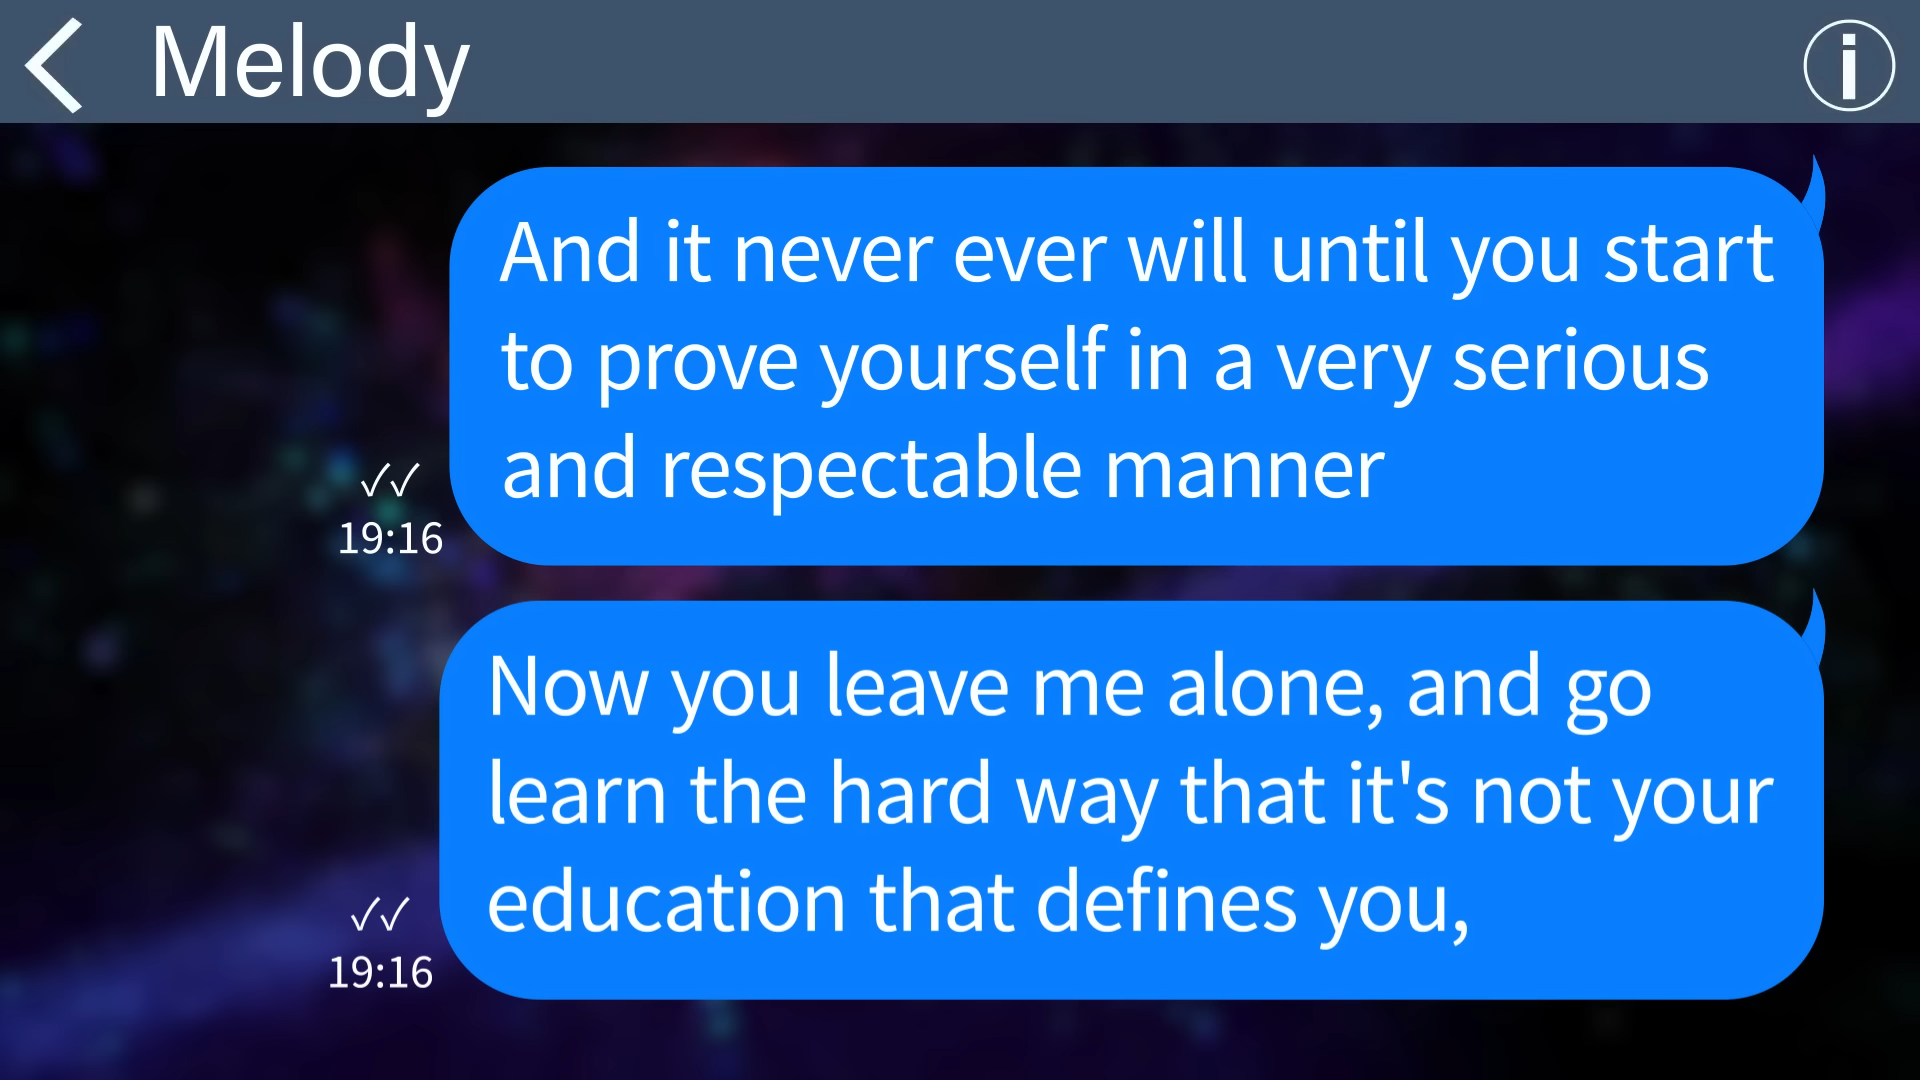 Melody
And it never ever will until you start
to prove yourself in a very serious
and respectable manner
✓✓
19:16
Now you leave me alone, and go
learn the hard way that it's not your
education that defines you,
✓✓
19:16